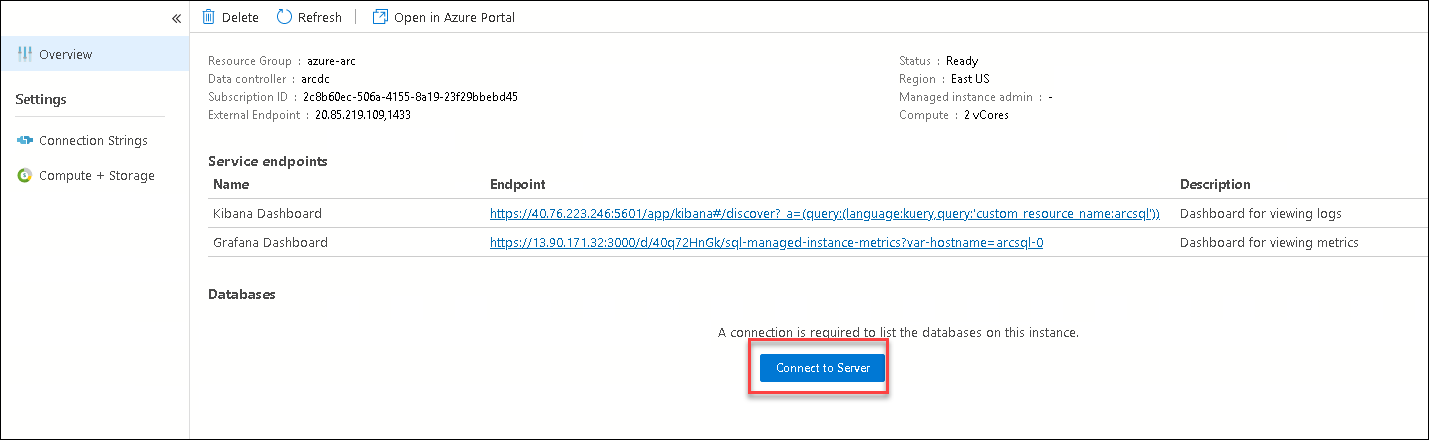 «
Delete Refresh | Open in Azure Portal
Overview
Settings
Connection Strings
Compute + Storage
Resource Group : azure-arc
Data controller : arcdc
Subscription ID : 2c8b60ec-506a-4155-8a19-23f29bbebd45
External Endpoint : 20.85.219.109,1433
Status : Ready
Region : East US
Managed instance admin : -
Compute : 2 vCores
Service endpoints
Name Endpoint Description
Kibana Dashboard https://40.76.223.246:5601/app/kibana#/discover?_a=(query:(language:kuery,query:'custom_resource_name:arcsql')) Dashboard for viewing logs
Grafana Dashboard https://13.90.171.32:3000/d/40q72HnGk/sql-managed-instance-metrics?var-hostname=arcsql-0 Dashboard for viewing metrics
Databases
A connection is required to list the databases on this instance.
Connect to Server